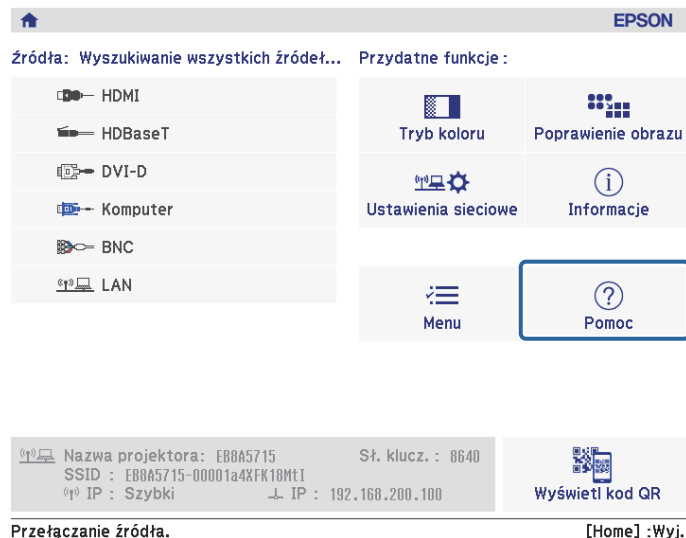 EPSON
Źródła: Wyszukiwanie wszystkich źródeł...
HDMI
HDBaseT
DVI-D
Komputer
BNC
LAN
Przydatne funkcje :
Tryb koloru
Poprawienie obrazu
Ustawienia sieciowe
Informacje
Menu
Pomoc
Nazwa projektora: EB8A5715 Sł. klucz. : 8640
SSID : EB8A5715-00001a4XFK18MtI
IP : Szybki IP : 192.168.200.100
Wyświetl kod QR
Przełączanie źródła. [Home] :Wyj.